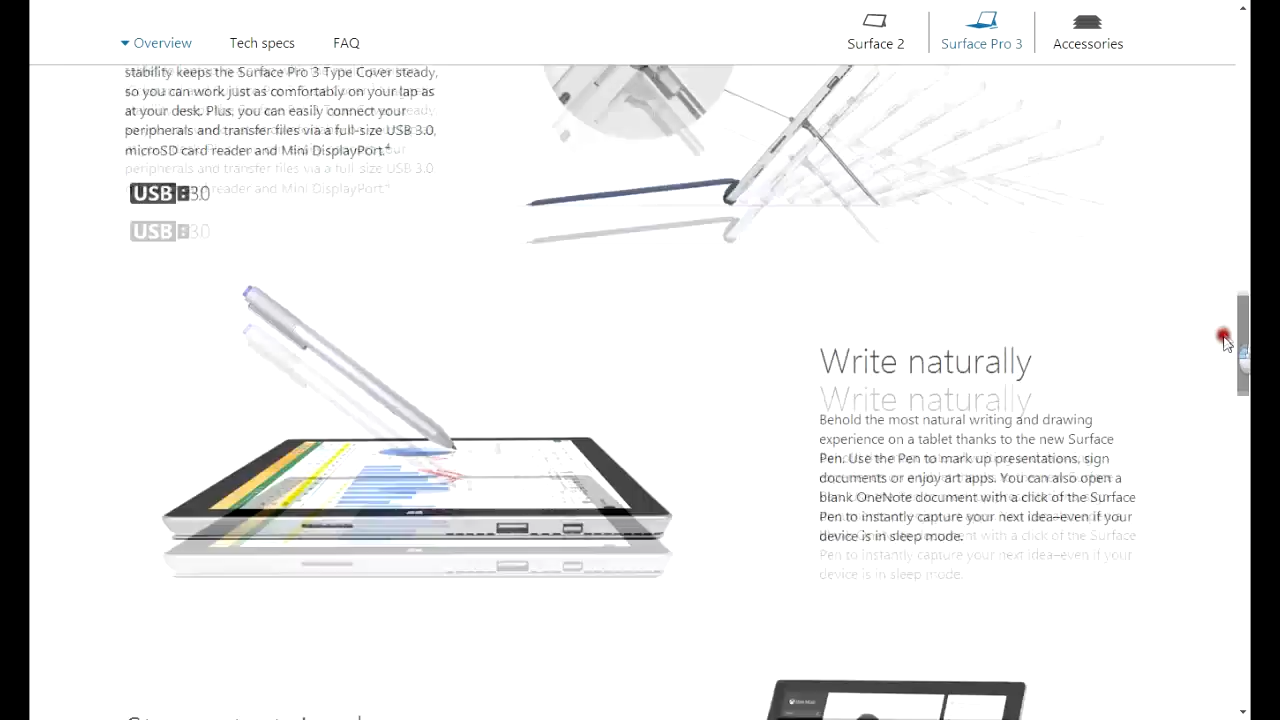 Overview
Tech specs
FAQ
Surface 2
Surface Pro 3
Accessories
stability keeps the Surface Pro 3 Type Cover steady,
so you can work just as comfortably on your lap as
at your desk. Plus, you can easily connect your
peripherals and transfer files via a full-size USB 3.0,
microSD card reader and Mini DisplayPort.⁴
USB 3.0
Write naturally
Behold the most natural writing and drawing
experience on a tablet thanks to the new Surface
Pen. Use the Pen to mark up presentations, sign
documents or enjoy art apps. You can also open a
blank OneNote document with a click of the Surface
Pen to instantly capture your next idea–even if your
device is in sleep mode.